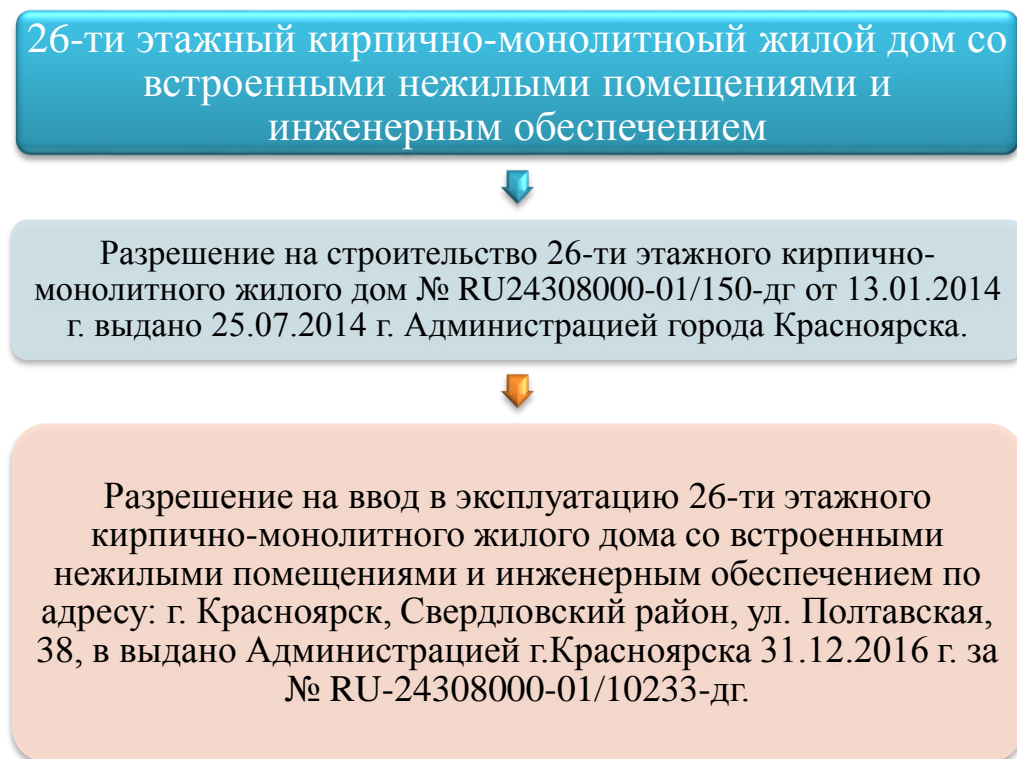 26-ти этажный кирпично-монолитноый жилой дом со
встроенными нежилыми помещениями и
инженерным обеспечением
Разрешение на строительство 26-ти этажного кирпично-
монолитного жилого дом № RU24308000-01/150-дг от 13.01.2014
г. выдано 25.07.2014 г. Администрацией города Красноярска.
Разрешение на ввод в эксплуатацию 26-ти этажного
кирпично-монолитного жилого дома со встроенными
нежилыми помещениями и инженерным обеспечением по
адресу: г. Красноярск, Свердловский район, ул. Полтавская,
38, в выдано Администрацией г.Красноярска 31.12.2016 г. за
№ RU-24308000-01/10233-дг.